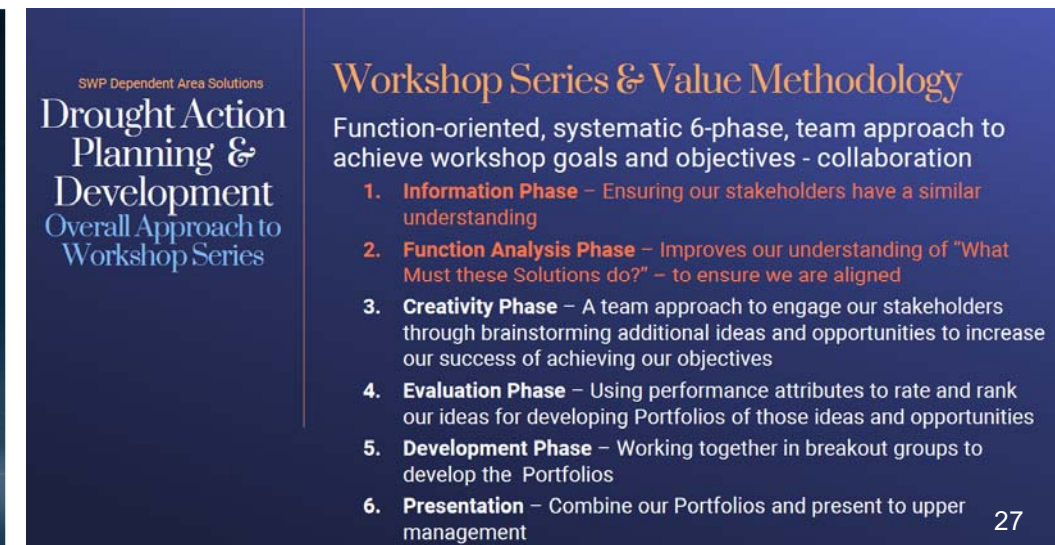 SWP Dependent Area Solutions
Drought Action
Planning &
Development
Overall Approach to
Workshop Series
Workshop Series & Value Methodology
Function-oriented, systematic 6-phase, team approach to
achieve workshop goals and objectives - collaboration
1. Information Phase – Ensuring our stakeholders have a similar
understanding
2. Function Analysis Phase – Improves our understanding of “What
Must these Solutions do?” – to ensure we are aligned
3. Creativity Phase – A team approach to engage our stakeholders
through brainstorming additional ideas and opportunities to increase
our success of achieving our objectives
4. Evaluation Phase – Using performance attributes to rate and rank
our ideas for developing Portfolios of those ideas and opportunities
5. Development Phase – Working together in breakout groups to
develop the Portfolios
6. Presentation – Combine our Portfolios and present to upper
management
27